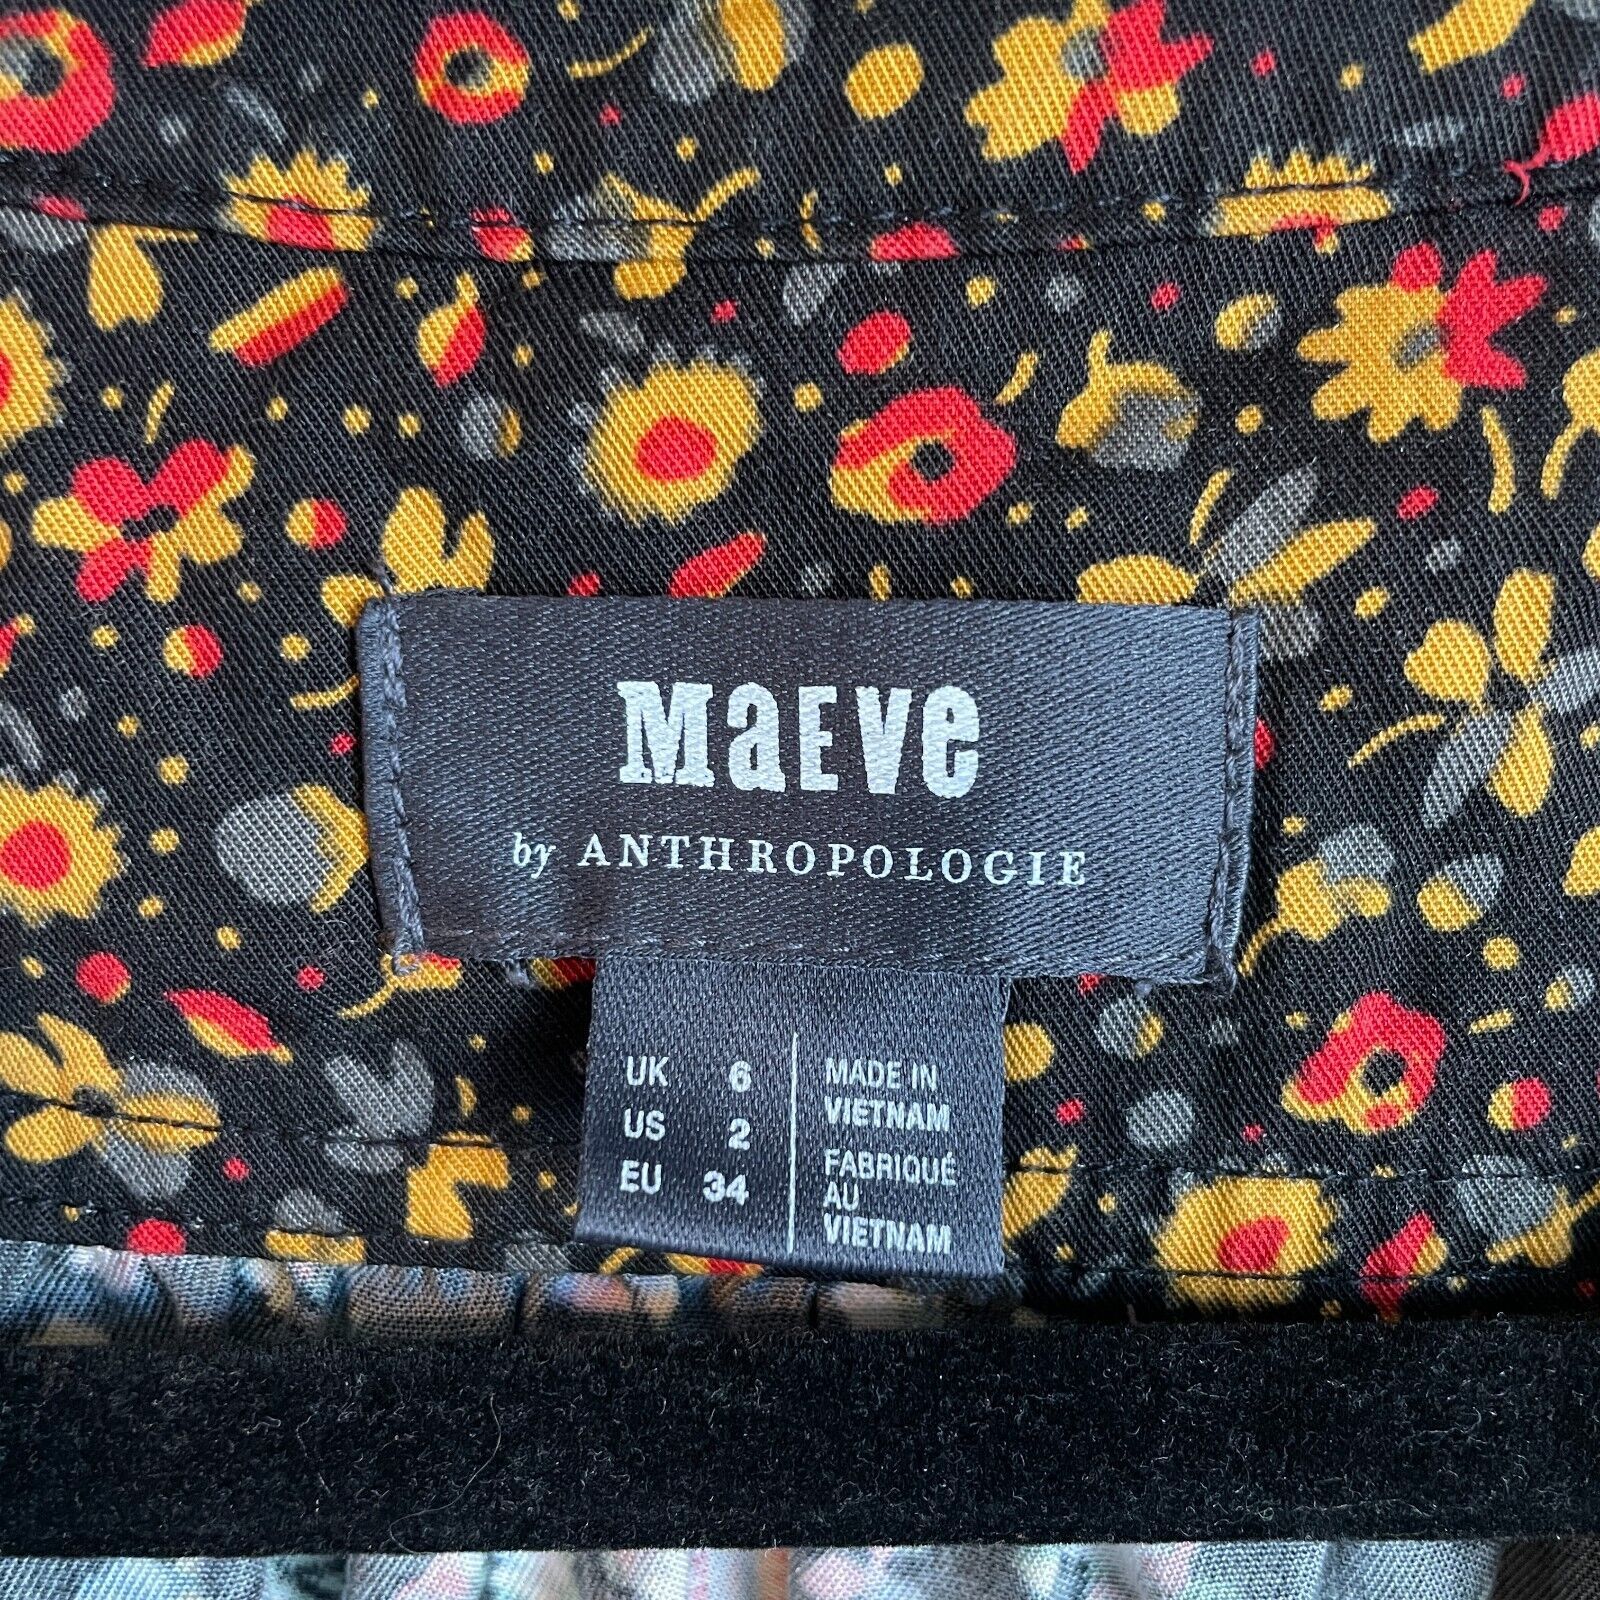 MaEve
by ANTHROPOLOGIE
UK 6
US 2
EU 34
MADE IN
VIETNAM
FABRIQUÉ
AU
VIETNAM